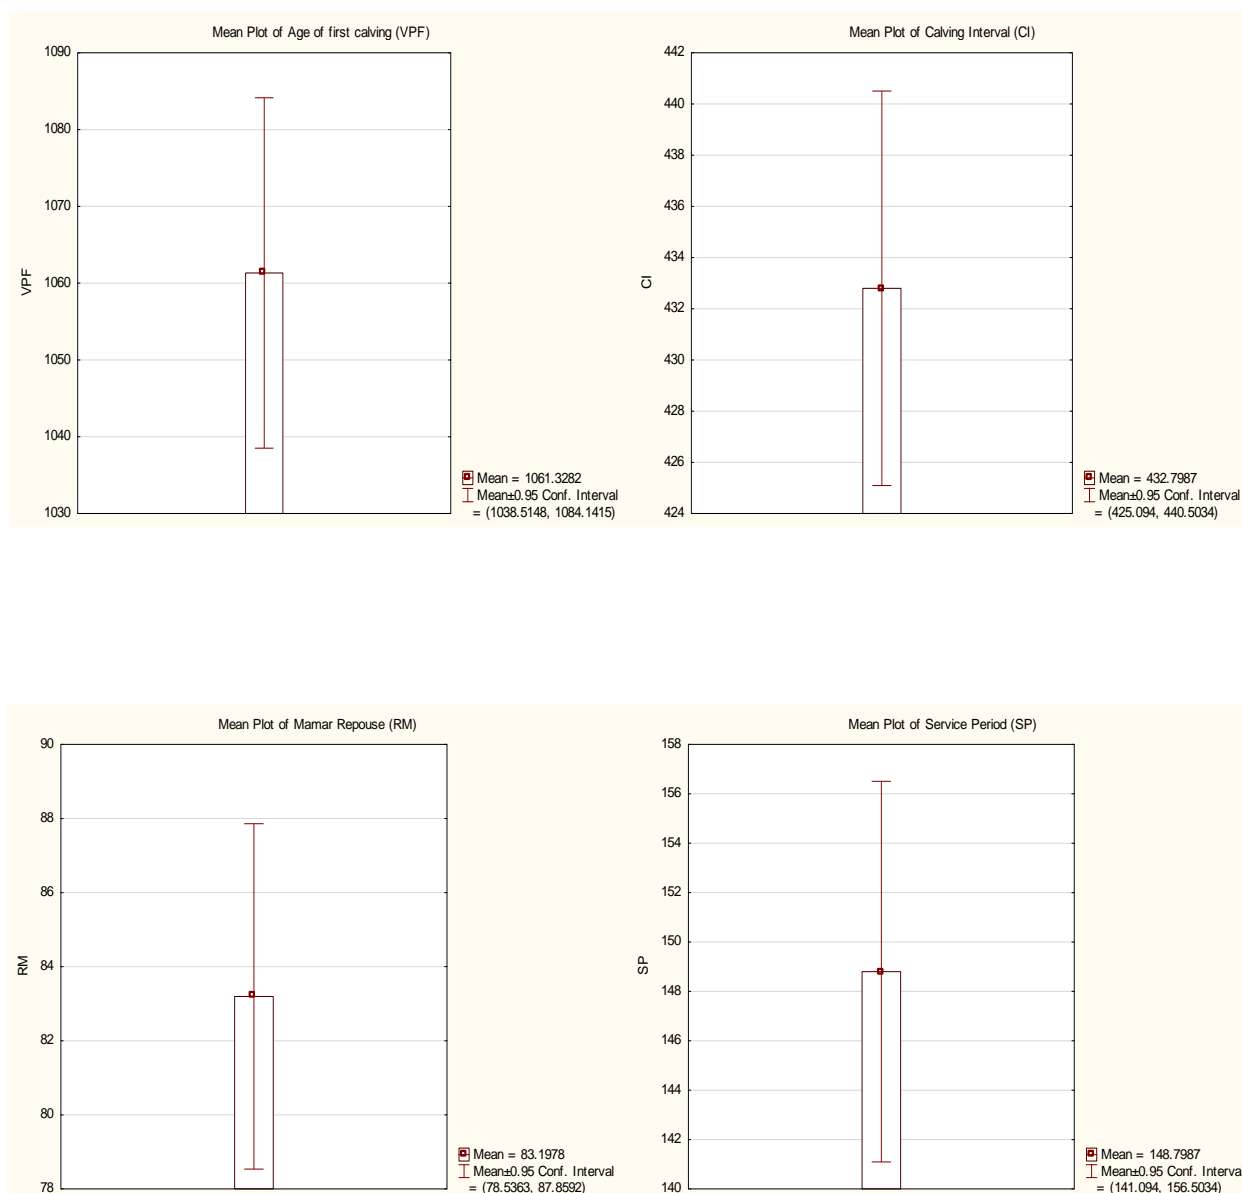 Mean Plot of Age of first calving (VPF)
1090
1080
1070
1060
1050
1040
1030
VPF
Mean = 1061.3282
Mean±0.95 Conf. Interval
= (1038.5148, 1084.1415)
Mean Plot of Calving Interval (CI)
442
440
438
436
434
432
430
428
426
424
CI
Mean = 432.7987
Mean±0.95 Conf. Interval
= (425.094, 440.5034)
Mean Plot of Mamar Repouse (RM)
90
88
86
84
82
80
78
RM
Mean = 83.1978
Mean±0.95 Conf. Interval
= (78.5363, 87.8592)
Mean Plot of Service Period (SP)
158
156
154
152
150
148
146
144
142
140
SP
Mean = 148.7987
Mean±0.95 Conf. Interval
= (141.094, 156.5034)